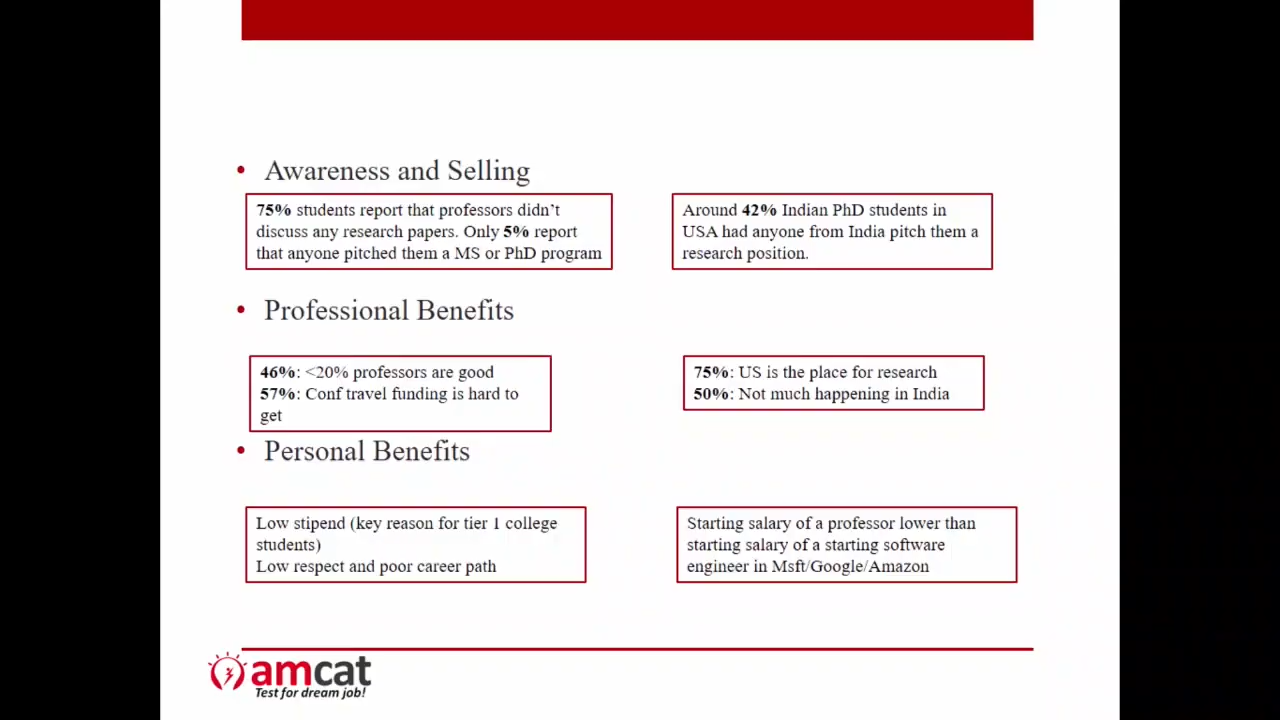 • Awareness and Selling
75% students report that professors didn't
discuss any research papers. Only 5% report
that anyone pitched them a MS or PhD program
Around 42% Indian PhD students in
USA had anyone from India pitch them a
research position.
• Professional Benefits
46%: <20% professors are good
57%: Conf travel funding is hard to
get
75%: US is the place for research
50%: Not much happening in India
• Personal Benefits
Low stipend (key reason for tier 1 college
students)
Low respect and poor career path
Starting salary of a professor lower than
starting salary of a starting software
engineer in Msft/Google/Amazon
amcat
Test for dream job!